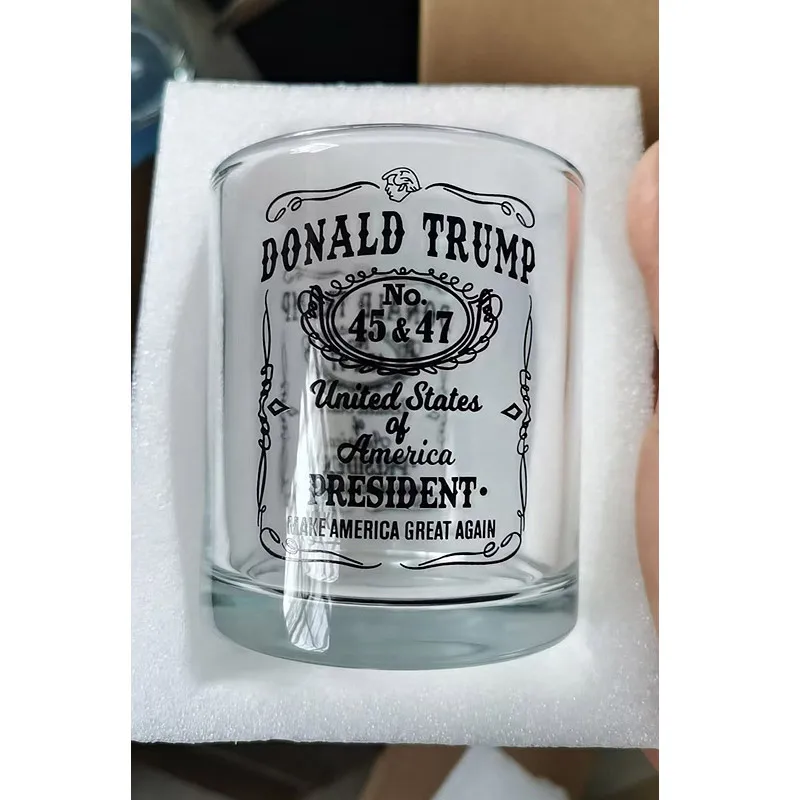 DONALD TRUMP
No.
45 & 47
United States
of
America
PRESIDENT·
MAKE AMERICA GREAT AGAIN